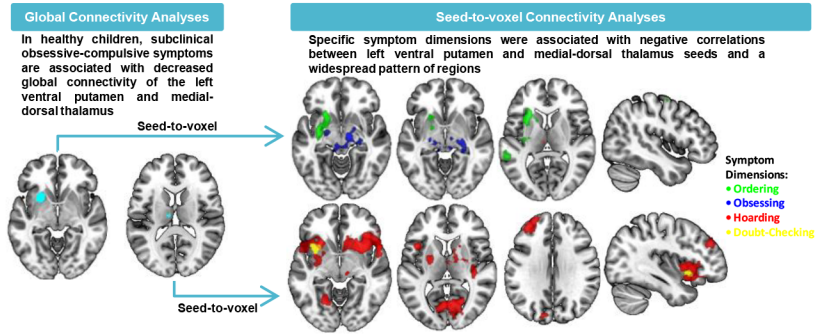 Global Connectivity Analyses
In healthy children, subclinical
obsessive-compulsive symptoms
are associated with decreased
global connectivity of the left
ventral putamen and medial-
dorsal thalamus
Seed-to-voxel
Seed-to-voxel
Seed-to-voxel Connectivity Analyses
Specific symptom dimensions were associated with negative correlations
between left ventral putamen and medial-dorsal thalamus seeds and a
widespread pattern of regions
Symptom
Dimensions:
• Ordering
• Obsessing
• Hoarding
• Doubt-Checking